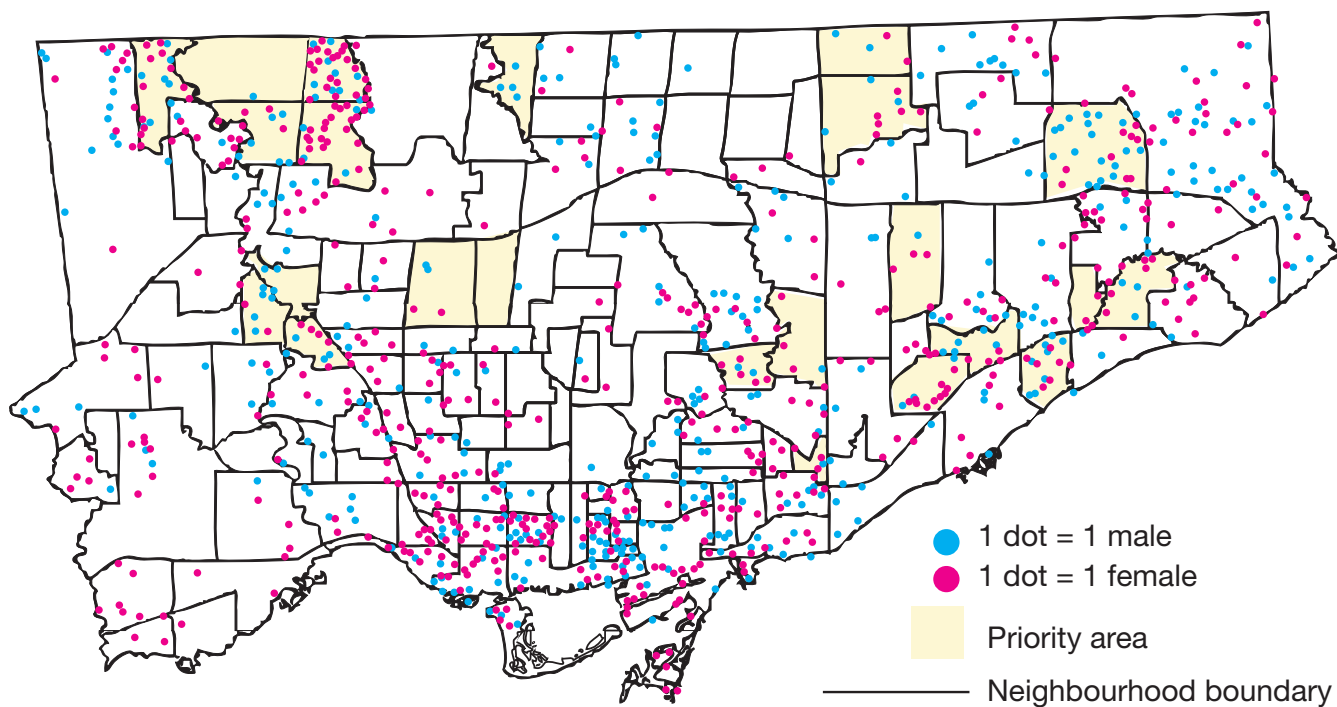 1 dot = 1 male
1 dot = 1 female
Priority area
Neighbourhood boundary